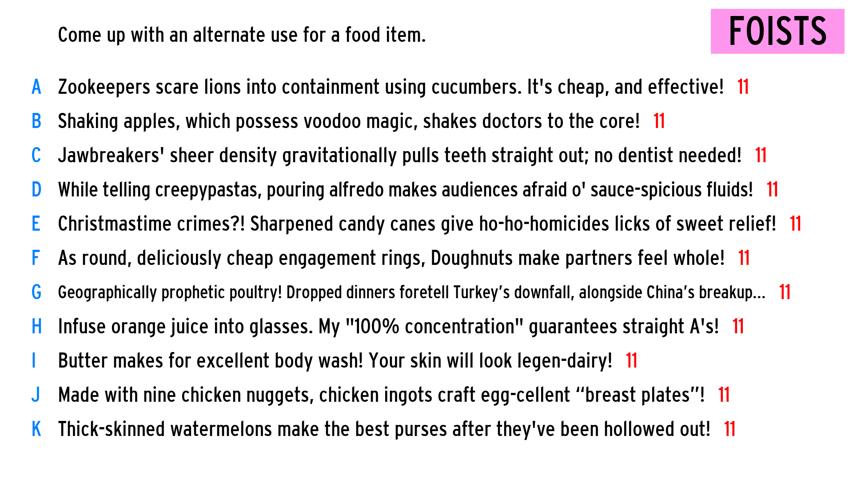 Come up with an alternate use for a food item.
FOISTS
A Zookeepers scare lions into containment using cucumbers. It's cheap, and effective! 11
B Shaking apples, which possess voodoo magic, shakes doctors to the core! 11
C Jawbreakers' sheer density gravitationally pulls teeth straight out; no dentist needed! 11
D While telling creepypastas, pouring alfredo makes audiences afraid o' sauce-spicious fluids! 11
E Christmastime crimes?! Sharpened candy canes give ho-ho-homicides licks of sweet relief! 11
F As round, deliciously cheap engagement rings, Doughnuts make partners feel whole! 11
G Geographically prophetic poultry! Dropped dinners foretell Turkey’s downfall, alongside China’s breakup... 11
H Infuse orange juice into glasses. My "100% concentration" guarantees straight A's! 11
I Butter makes for excellent body wash! Your skin will look legen-dairy! 11
J Made with nine chicken nuggets, chicken ingots craft egg-cellent “breast plates”! 11
K Thick-skinned watermelons make the best purses after they've been hollowed out! 11